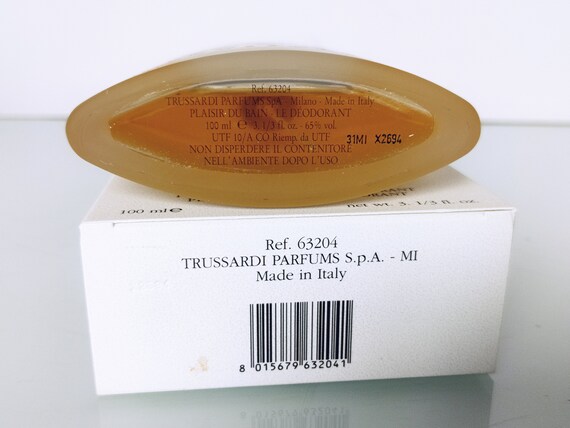 Ref. 63204
TRUSSARDI PARFUMS SpA - Milano - Made in Italy
PLAISIR DU BAIN - LE DÉODORANT
100 ml ℮ 3. 1/3 fl. oz. - 65% vol.
UTF 10/A CO Riemp. da UTF
NON DISPERDERE IL CONTENITORE
NELL'AMBIENTE DOPO L'USO
31MI X2694
100 ml ℮
net wt. 3. 1/3 fl. oz.
Ref. 63204
TRUSSARDI PARFUMS S.p.A. - MI
Made in Italy
8 015679 632041